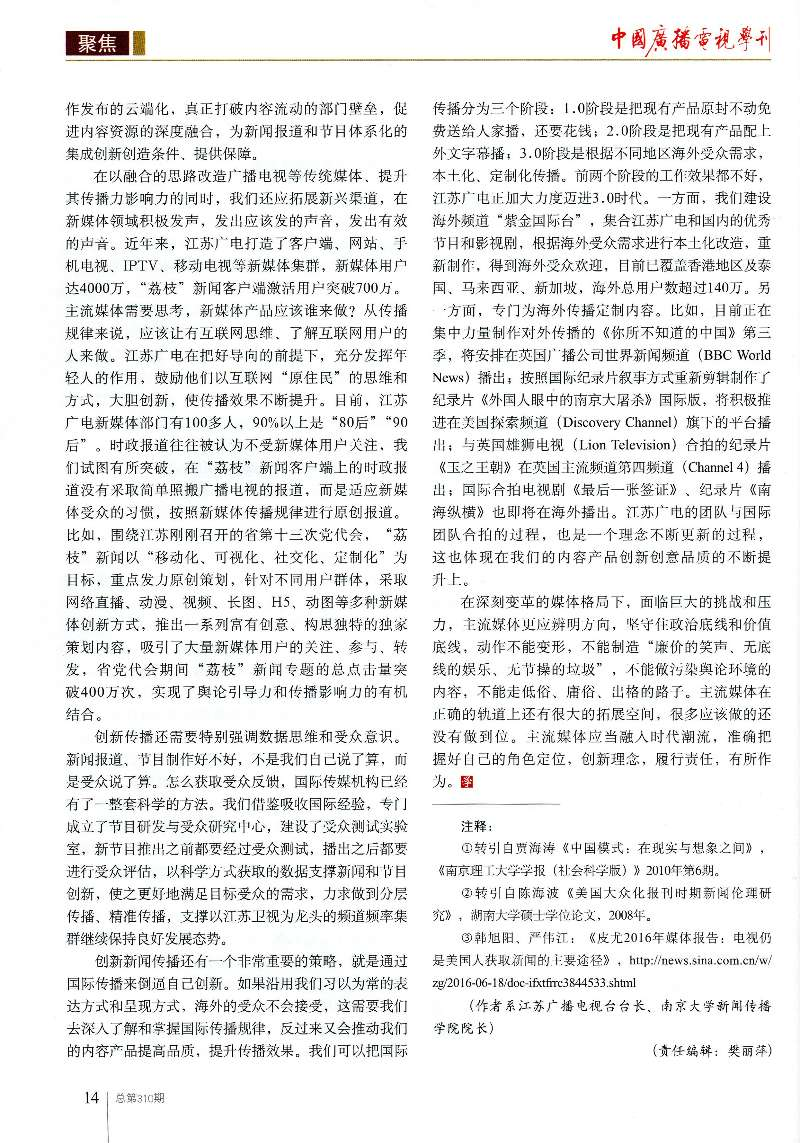 聚焦
中國廣播電視學刊
作发布的云端化，真正打破内容流动的部门壁垒，促
进内容资源的深度融合，为新闻报道和节目体系化的
集成创新创造条件、提供保障。
在以融合的思路改造广播电视等传统媒体、提升
其传播力影响力的同时，我们还应拓展新兴渠道，在
新媒体领域积极发声，发出应该发的声音，发出有效
的声音。近年来，江苏广电打造了客户端、网站、手
机电视、IPTV、移动电视等新媒体集群，新媒体用户
达4000万，“荔枝”新闻客户端激活用户突破700万。
主流媒体需要思考，新媒体产品应该谁来做？从传播
规律来说，应该让有互联网思维、了解互联网用户的
人来做。江苏广电在把好导向的前提下，充分发挥年
轻人的作用，鼓励他们以互联网“原住民”的思维和
方式，大胆创新，使传播效果不断提升。目前，江苏
广电新媒体部门有100多人，90%以上是“80后”“90
后”。时政报道往往被认为不受新媒体用户关注，我
们试图有所突破，在“荔枝”新闻客户端上的时政报
道没有采取简单照搬广播电视的报道，而是适应新媒
体受众的习惯，按照新媒体传播规律进行原创报道。
比如，围绕江苏刚刚召开的省第十三次党代会，“荔
枝”新闻以“移动化、可视化、社交化、定制化”为
目标，重点发力原创策划，针对不同用户群体，采取
网络直播、动漫、视频、长图、H5、动图等多种新媒
体创新方式，推出一系列富有创意、构思独特的独家
策划内容，吸引了大量新媒体用户的关注、参与、转
发，省党代会期间“荔枝”新闻专题的总点击量突
破400万次，实现了舆论引导力和传播影响力的有机
结合。
创新传播还需要特别强调数据思维和受众意识。
新闻报道、节目制作好不好，不是我们自己说了算，而
是受众说了算。怎么获取受众反馈，国际传媒机构已经
有了一整套科学的方法。我们借鉴吸收国际经验，专门
成立了节目研发与受众研究中心，建设了受众测试实验
室，新节目推出之前都要经过受众测试，播出之后都要
进行受众评估，以科学方式获取的数据支撑新闻和节目
创新，使之更好地满足目标受众的需求，力求做到分层
传播、精准传播，支撑以江苏卫视为龙头的频道频率集
群继续保持良好发展态势。
创新新闻传播还有一个非常重要的策略，就是通过
国际传播来倒逼自己创新。如果沿用我们习以为常的表
达方式和呈现方式，海外的受众不会接受，这需要我们
去深入了解和掌握国际传播规律，反过来又会推动我们
的内容产品提高品质，提升传播效果。我们可以把国际
传播分为三个阶段：1.0阶段是把现有产品原封不动免
费送给人家播，还要花钱；2.0阶段是把现有产品配上
外文字幕播；3.0阶段是根据不同地区海外受众需求，
本土化、定制化传播。前两个阶段的工作效果都不好，
江苏广电正加大力度迈进3.0时代。一方面，我们建设
海外频道“紫金国际台”，集合江苏广电和国内的优秀
节目和影视剧，根据海外受众需求进行本土化改造，重
新制作，得到海外受众欢迎，目前已覆盖香港地区及泰
国、马来西亚、新加坡，海外总用户数超过140万。另
一方面，专门为海外传播定制内容。比如，目前正在
集中力量制作对外传播的《你所不知道的中国》第三
季，将安排在英国广播公司世界新闻频道（BBC World
News）播出；按照国际纪录片叙事方式重新剪辑制作了
纪录片《外国人眼中的南京大屠杀》国际版，将积极推
进在美国探索频道（Discovery Channel）旗下的平台播
出；与英国雄狮电视（Lion Television）合拍的纪录片
《玉之王朝》在英国主流频道第四频道（Channel 4）播
出；国际合拍电视剧《最后一张签证》、纪录片《南
海纵横》也即将在海外播出。江苏广电的团队与国际
团队合拍的过程，也是一个理念不断更新的过程，
这也体现在我们的内容产品创新创意品质的不断提
升上。
在深刻变革的媒体格局下，面临巨大的挑战和压
力，主流媒体更应辨明方向，坚守住政治底线和价值
底线，动作不能变形，不能制造“廉价的笑声、无底
线的娱乐、无节操的垃圾”，不能做污染舆论环境的
内容，不能走低俗、庸俗、出格的路子。主流媒体在
正确的轨道上还有很大的拓展空间，很多应该做的还
没有做到位。主流媒体应当融入时代潮流，准确把
握好自己的角色定位，创新理念，履行责任，有所作
为。学
注释：
①转引自贾海涛《中国模式：在现实与想象之间》，
《南京理工大学学报（社会科学版）》2010年第6期。
②转引自陈海波《美国大众化报刊时期新闻伦理研
究》，湖南大学硕士学位论文，2008年。
③韩旭阳、严伟江：《皮尤2016年媒体报告：电视仍
是美国人获取新闻的主要途径》，http://news.sina.com.cn/w/
zg/2016-06-18/doc-ifxtfrrc3844533.shtml
（作者系江苏广播电视台台长、南京大学新闻传播
学院院长）
（责任编辑：樊丽萍）
14
总第310期